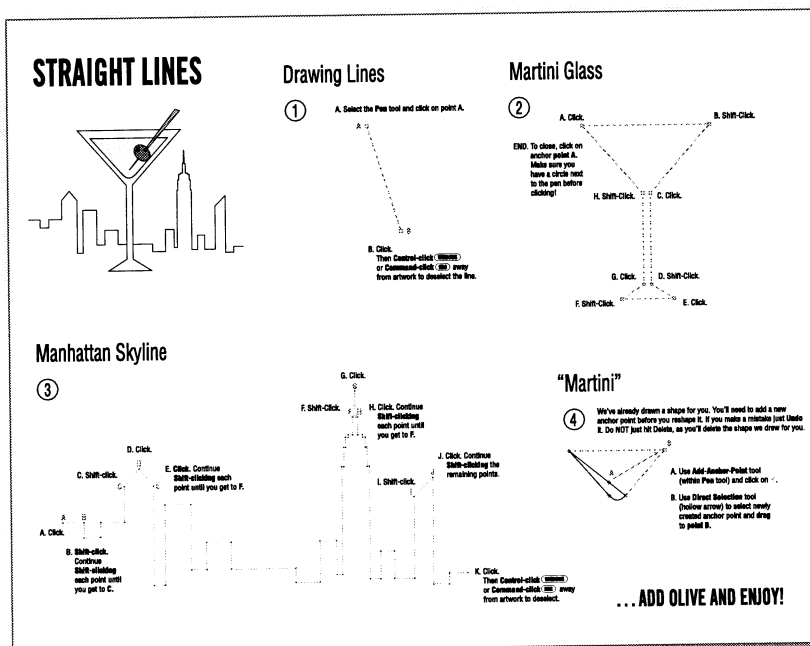 STRAIGHT LINES
Drawing Lines
1
A. Select the Pen tool and click on point A.
A
B
B. Click.
Then Control-click
or Command-click away
from artwork to deselect the line.
Martini Glass
2
A. Click.
B. Shift-Click.
END. To close, click on
anchor point A.
Make sure you
have a circle next
to the pen before
clicking!
H. Shift-Click.
C. Click.
G. Click.
D. Shift-Click.
F. Shift-Click.
E. Click.
Manhattan Skyline
3
G. Click.
F. Shift-Click.
H. Click. Continue
Shift-clicking
each point until
you get to F.
D. Click.
C. Shift-click.
E. Click. Continue
Shift-clicking each
point until you get to F.
J. Click. Continue
Shift-clicking the
remaining points.
I. Shift-click.
A
B
A. Click.
B. Shift-click.
Continue
Shift-clicking
each point until
you get to C.
K. Click.
Then Control-click
or Command-click away
from artwork to deselect.
"Martini"
4
We've already drawn a shape for you. You'll need to add a new
anchor point before you reshape it. If you make a mistake just Undo
it. Do NOT just hit Delete, as you'll delete the shape we drew for you.
B
A
A. Use Add-Anchor-Point tool
(within Pen tool) and click on
B. Use Direct Selection tool
(hollow arrow) to select newly
created anchor point and drag
to point B.
...ADD OLIVE AND ENJOY!